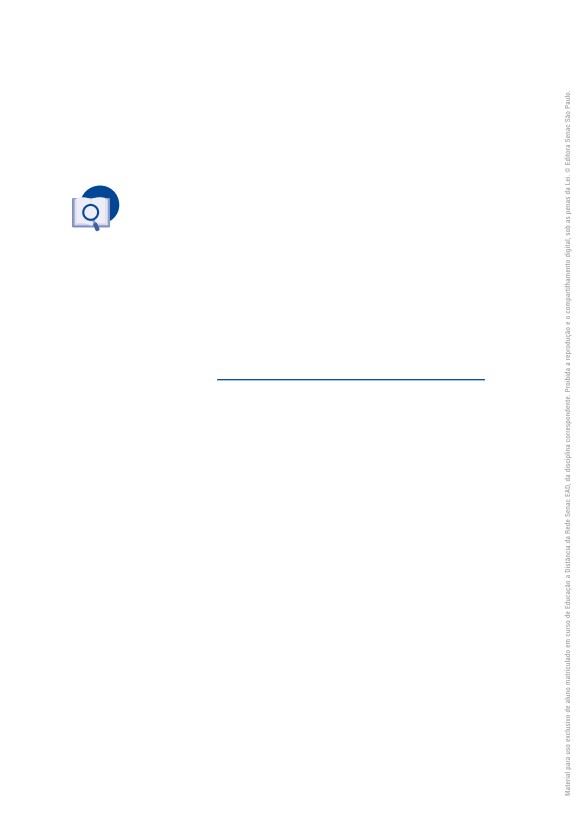 Material para uso exclusivo de aluno matriculado em curso de Educação a Distância da Rede Senac EAD, da disciplina correspondente. Proibida a reprodução e o compartilhamento digital, sob as penas da Lei. © Editora Senac São Paulo.